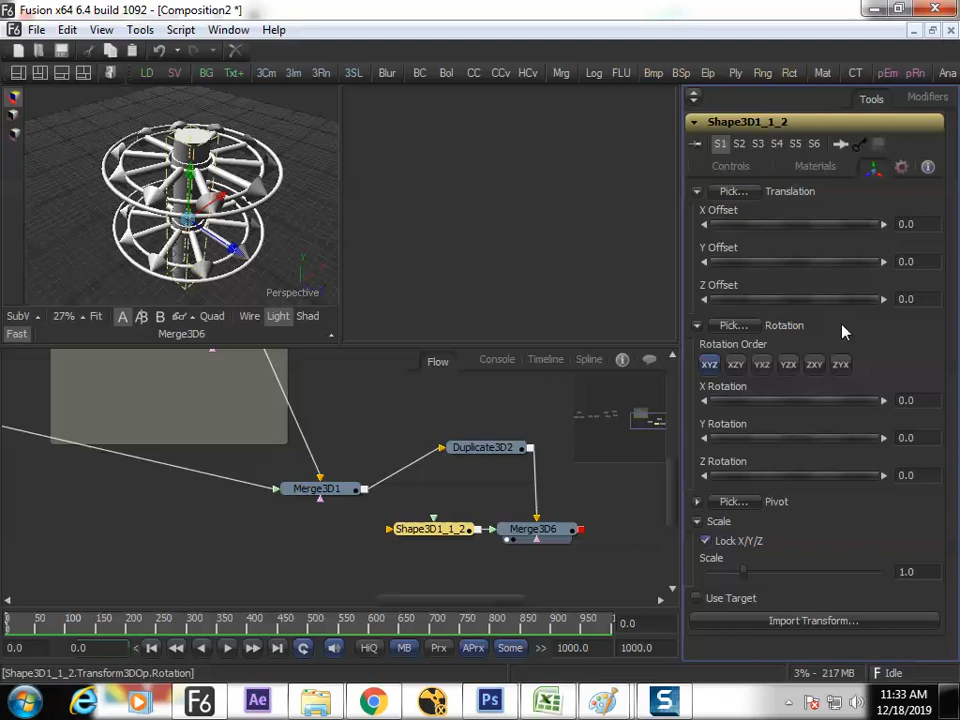 Fusion x64 6.4 build 1092 - [Composition2 *]
File Edit View Tools Script Window Help
LD SV BG Txt+ 3Cm 3Im 3Rn 3SL Blur BC Bol CC CCv HCv Mrg Log FLU Bmp BSp Elp Ply Rng Rct Mat CT pEm pRn Ana
Tools Modifiers
Shape3D1_1_2
S1 S2 S3 S4 S5 S6
Controls Materials
Pick... Translation
X Offset
0.0
Y Offset
0.0
Z Offset
0.0
Pick... Rotation
Rotation Order
XYZ XZY YXZ YZX ZXY ZYX
X Rotation
0.0
Y Rotation
0.0
Z Rotation
0.0
Pick... Pivot
Scale
Lock X/Y/Z
Scale
1.0
Use Target
Import Transform...
Perspective
SubV 27% Fit A B Quad Wire Light Shad
Fast Merge3D6
Flow Console Timeline Spline
Duplicate3D2
Merge3D1
Shape3D1_1_2 Merge3D6
0 50 100 150 200 250 300 350 400 450 500 550 600 650 700 750 800 850 900 950 0.0
0.0 0.0 < HiQ MB Prx APrx Some >> 1000.0 1000.0
[Shape3D1_1_2.Transform3DOp.Rotation] 3% - 217 MB Idle
F6 Ae Ps S
11:33 AM
12/18/2019